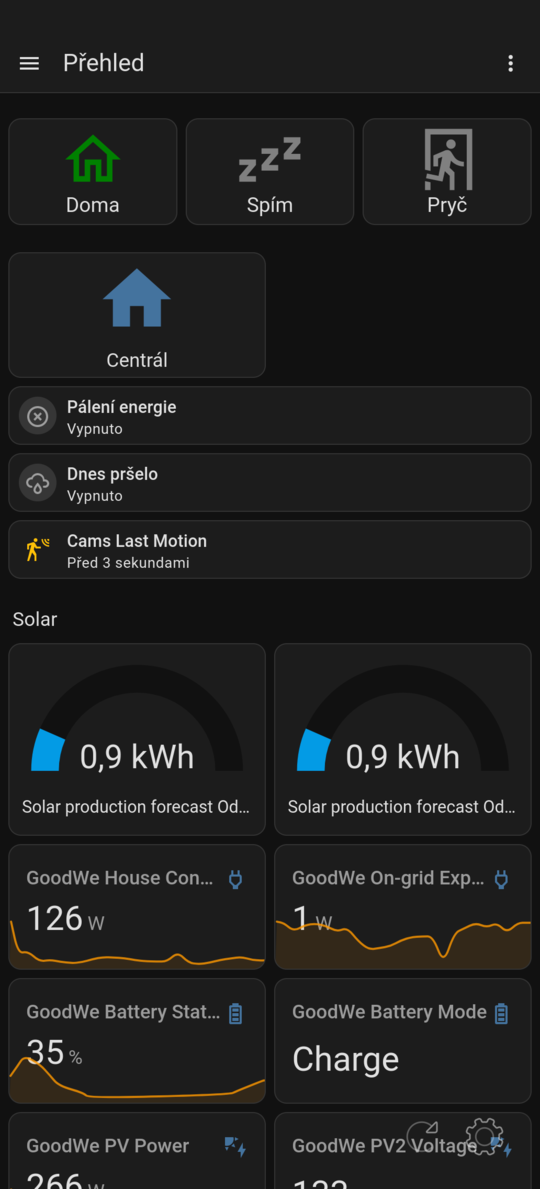 Přehled
Doma
Spím
Pryč
Centrál
Pálení energie
Vypnuto
Dnes pršelo
Vypnuto
Cams Last Motion
Před 3 sekundami
Solar
0,9 kWh
Solar production forecast Od…
0,9 kWh
Solar production forecast Od…
GoodWe House Con…
126 W
GoodWe On-grid Exp…
1 W
GoodWe Battery Stat…
35 %
GoodWe Battery Mode
Charge
GoodWe PV Power
266 W
GoodWe PV2 Voltage